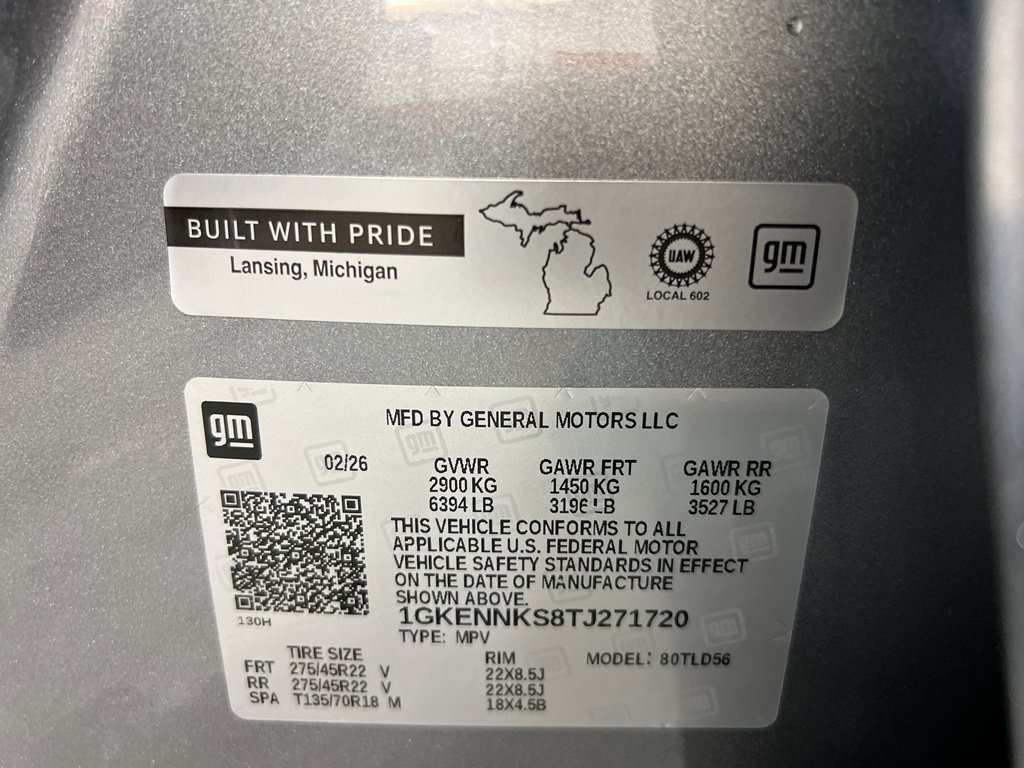 BUILT WITH PRIDE
Lansing, Michigan
UAW
LOCAL 602
gm
gm
MFD BY GENERAL MOTORS LLC
02/26 GVWR GAWR FRT GAWR RR
2900 KG 1450 KG 1600 KG
6394 LB 3196 LB 3527 LB
THIS VEHICLE CONFORMS TO ALL
APPLICABLE U.S. FEDERAL MOTOR
VEHICLE SAFETY STANDARDS IN EFFECT
ON THE DATE OF MANUFACTURE
SHOWN ABOVE.
130H
1GKENNKS8TJ271720
TYPE: MPV
TIRE SIZE RIM MODEL: 80TLD56
FRT 275/45R22 V 22X8.5J
RR 275/45R22 V 22X8.5J
SPA T135/70R18 M 18X4.5B